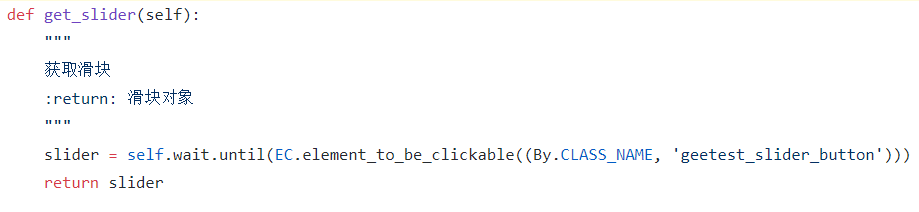 def get_slider(self):
    """
    获取滑块
    :return: 滑块对象
    """
    slider = self.wait.until(EC.element_to_be_clickable((By.CLASS_NAME, 'geetest_slider_button')))
    return slider